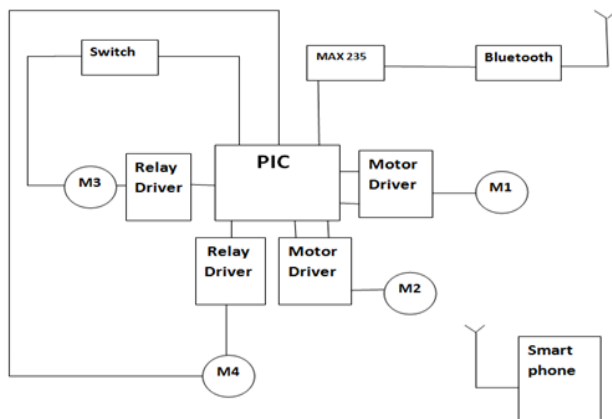 Switch
MAX 235
Bluetooth
PIC
Motor
Driver
M1
Relay
Driver
M3
Relay
Driver
Motor
Driver
M2
M4
Smart
phone